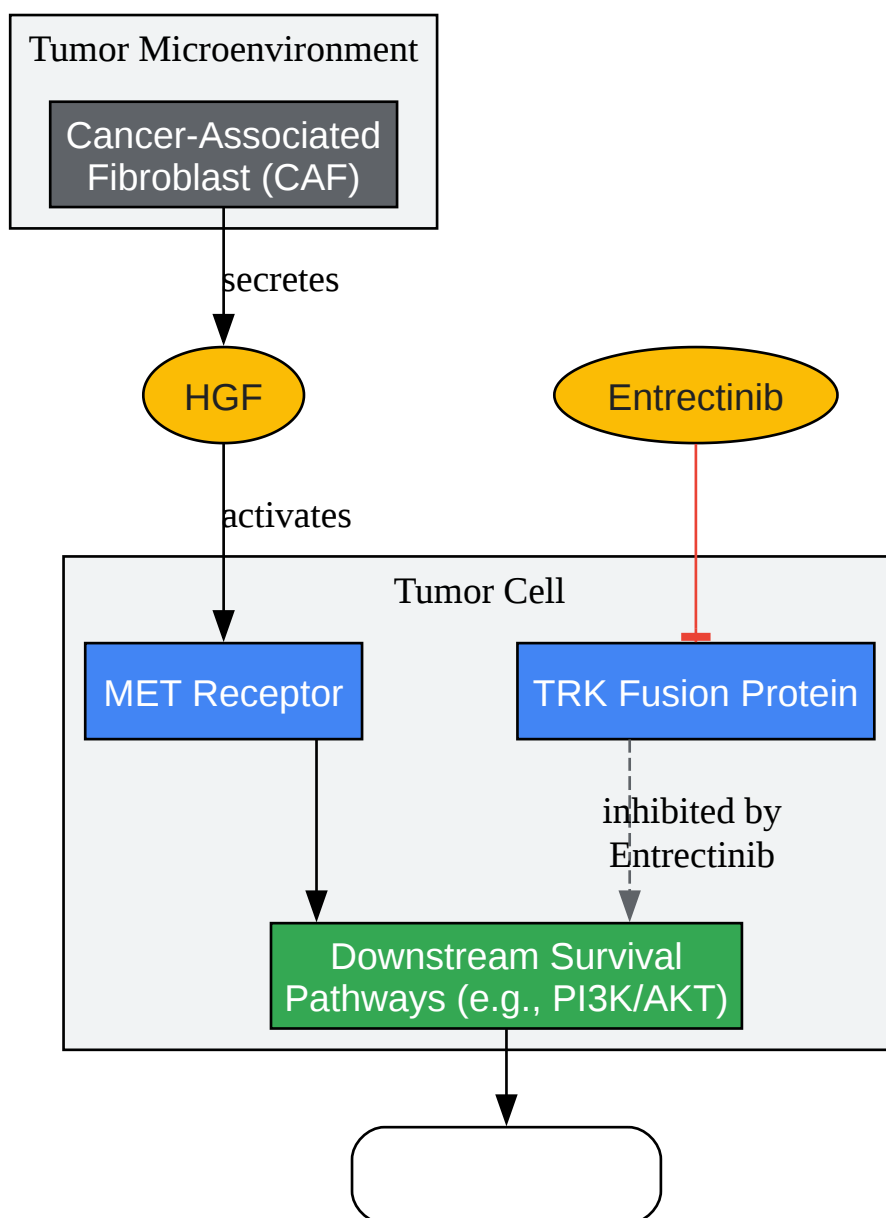 Tumor Microenvironment
Cancer-Associated
Fibroblast (CAF)
secretes
HGF
Entrectinib
activates
Tumor Cell
MET Receptor
TRK Fusion Protein
inhibited by
Entrectinib
Downstream Survival
Pathways (e.g., PI3K/AKT)